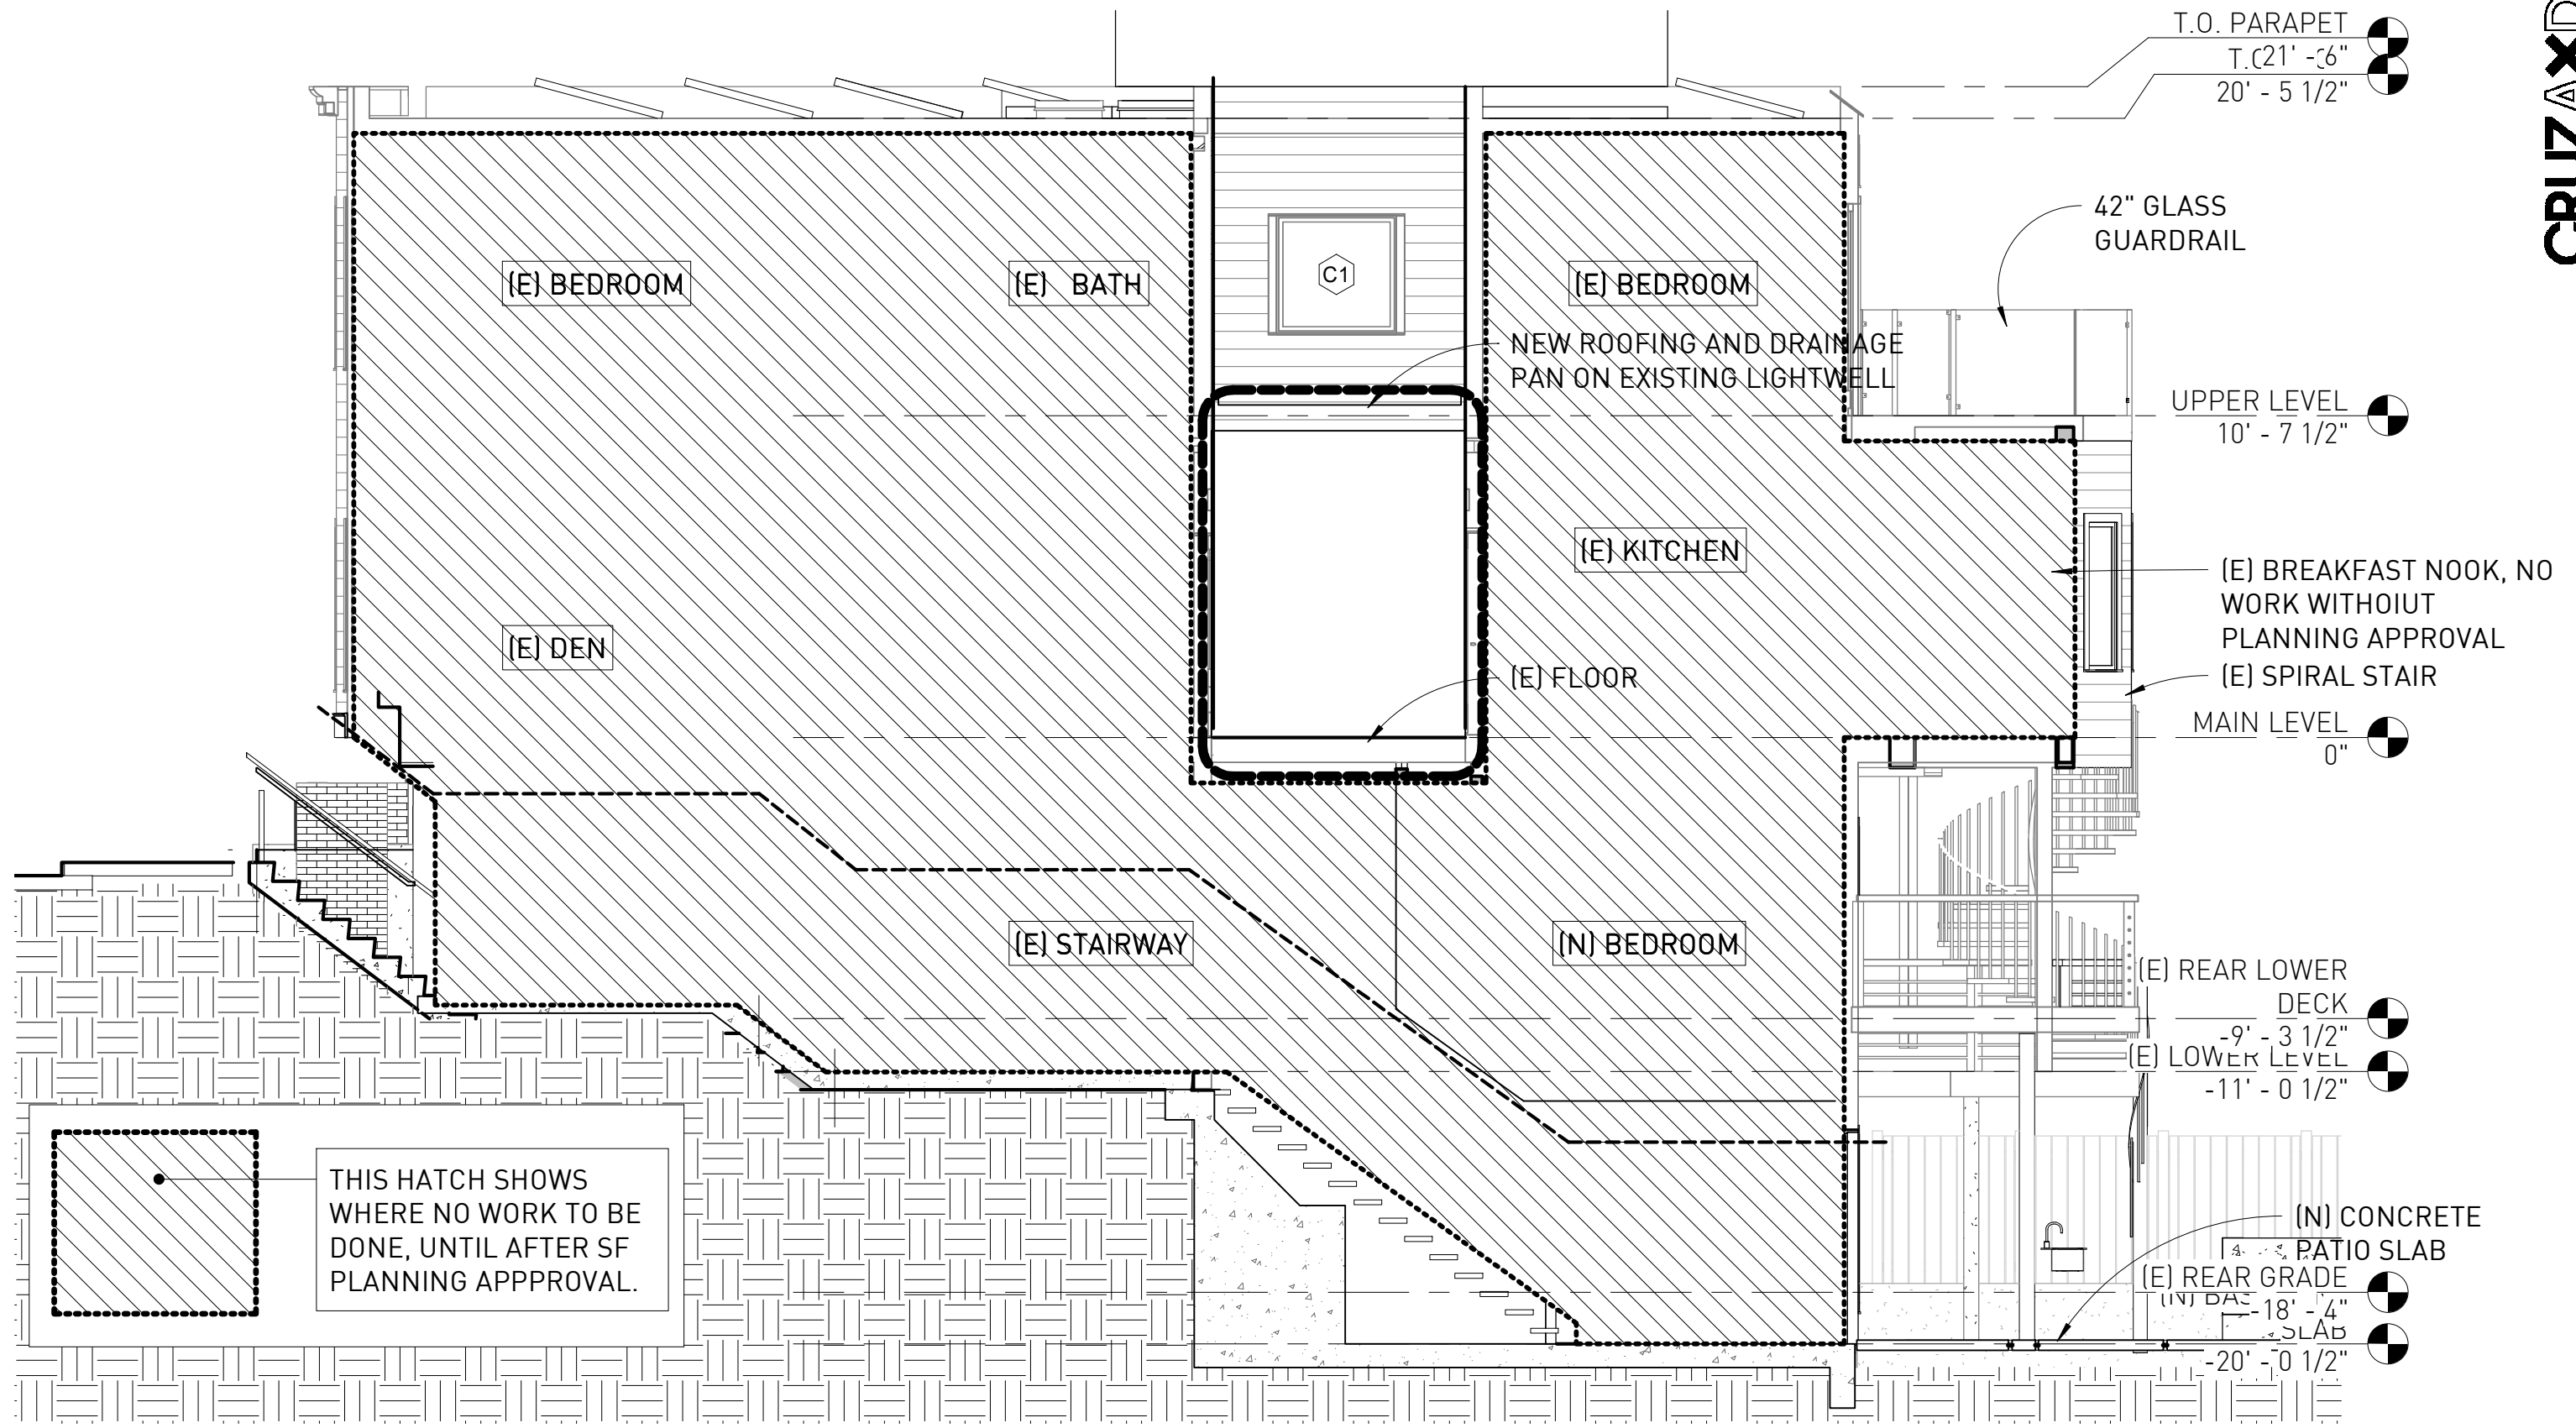 T.O. PARAPET
21' - 6"
20' - 5 1/2"
CRUZ AXD
42" GLASS
GUARDRAIL
(E) BEDROOM
(E) BATH
C1
(E) BEDROOM
NEW ROOFING AND DRAINAGE
PAN ON EXISTING LIGHTWELL
UPPER LEVEL
10' - 7 1/2"
(E) KITCHEN
(E) BREAKFAST NOOK, NO
WORK WITHOIUT
PLANNING APPROVAL
(E) DEN
(E) FLOOR
(E) SPIRAL STAIR
MAIN LEVEL
0"
(E) STAIRWAY
(N) BEDROOM
(E) REAR LOWER
DECK
-9' - 3 1/2"
(E) LOWER LEVEL
-11' - 0 1/2"
THIS HATCH SHOWS
WHERE NO WORK TO BE
DONE, UNTIL AFTER SF
PLANNING APPPROVAL.
(N) CONCRETE
PATIO SLAB
(E) REAR GRADE
-18' - 4"
(N)
SLAB
-20' - 0 1/2"